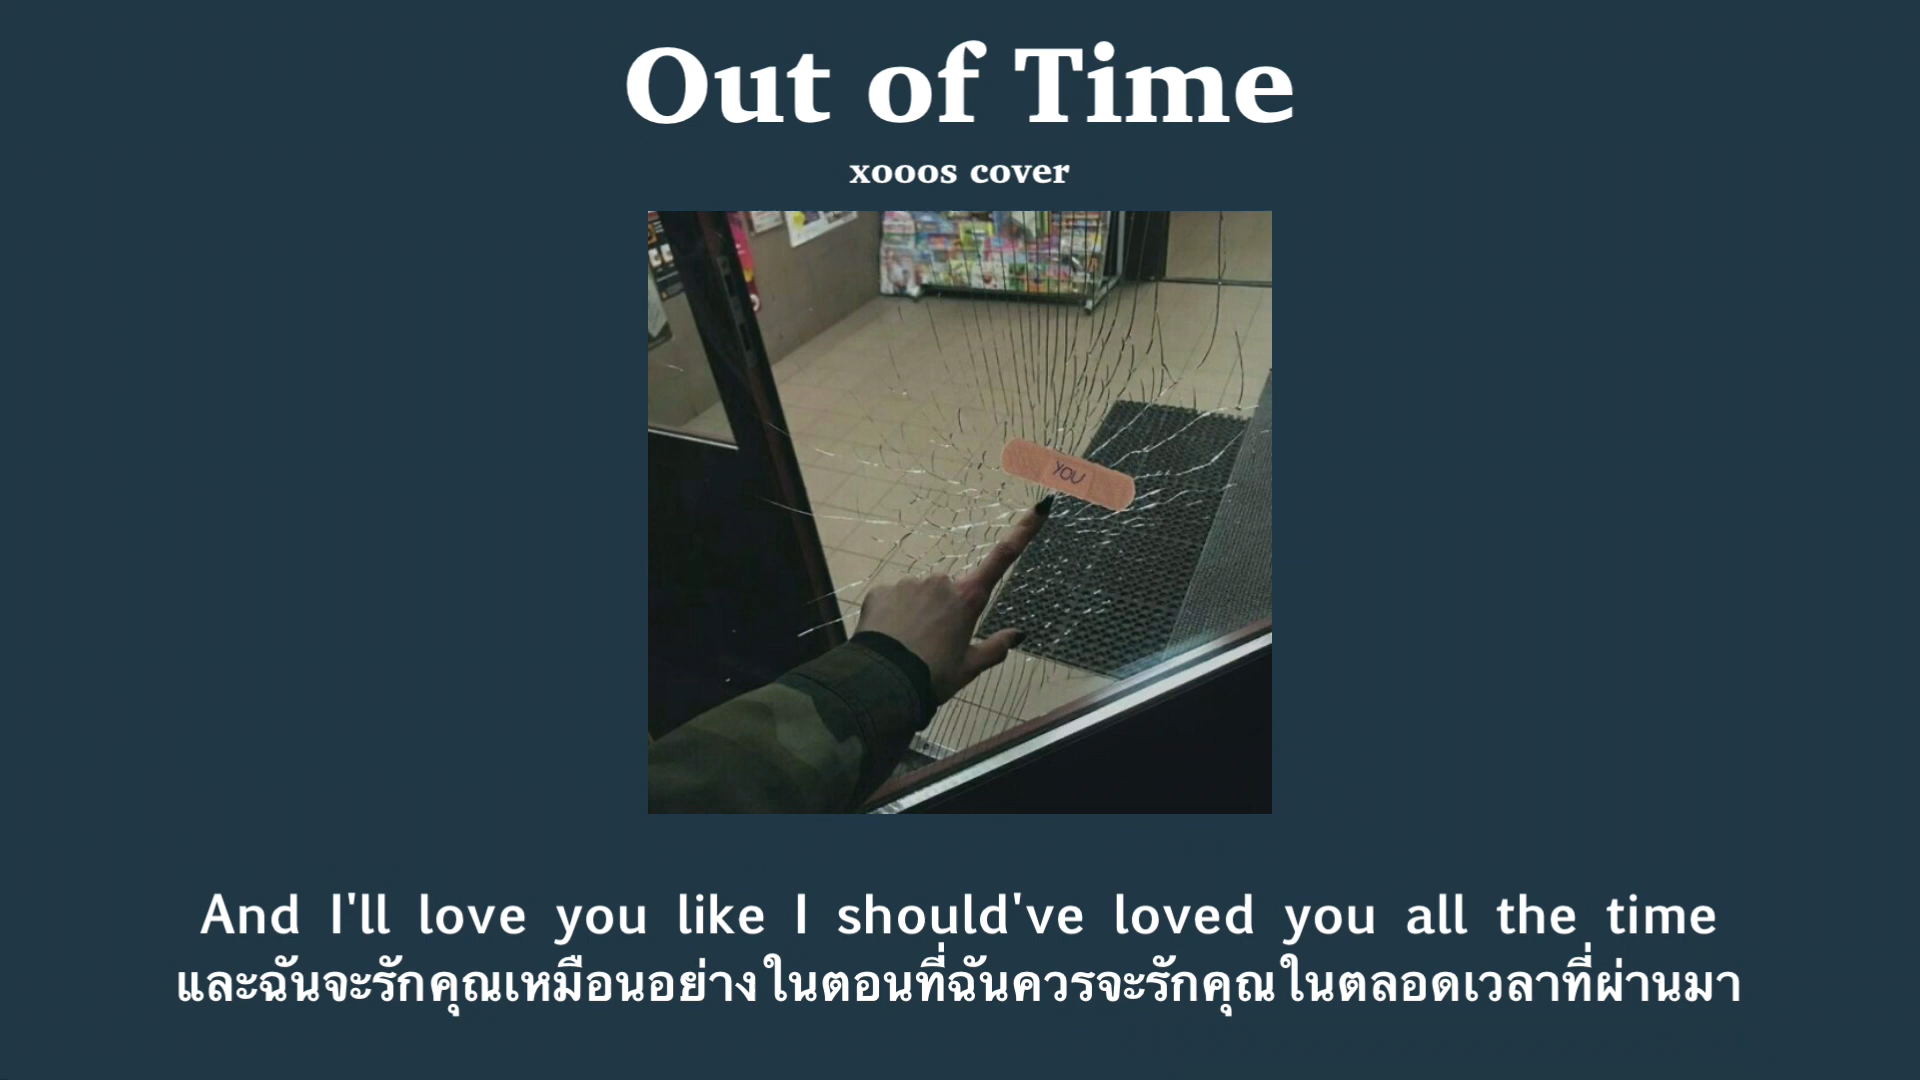 Out of Time
xooos cover
YOU
And I'll love you like I should've loved you all the time
และฉันจะรักคุณเหมือนอย่างในตอนที่ฉันควรจะรักคุณในตลอดเวลาที่ผ่านมา